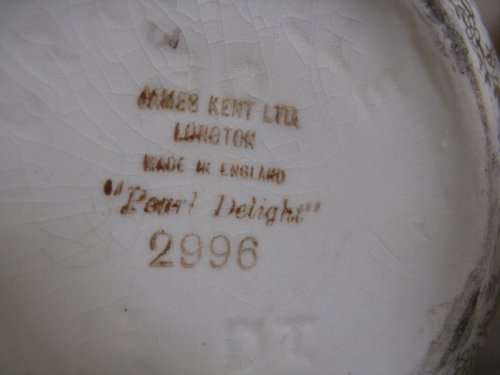 JAMES KENT LTD.
LONGTON
MADE IN ENGLAND
"Pearl Delight"
2996